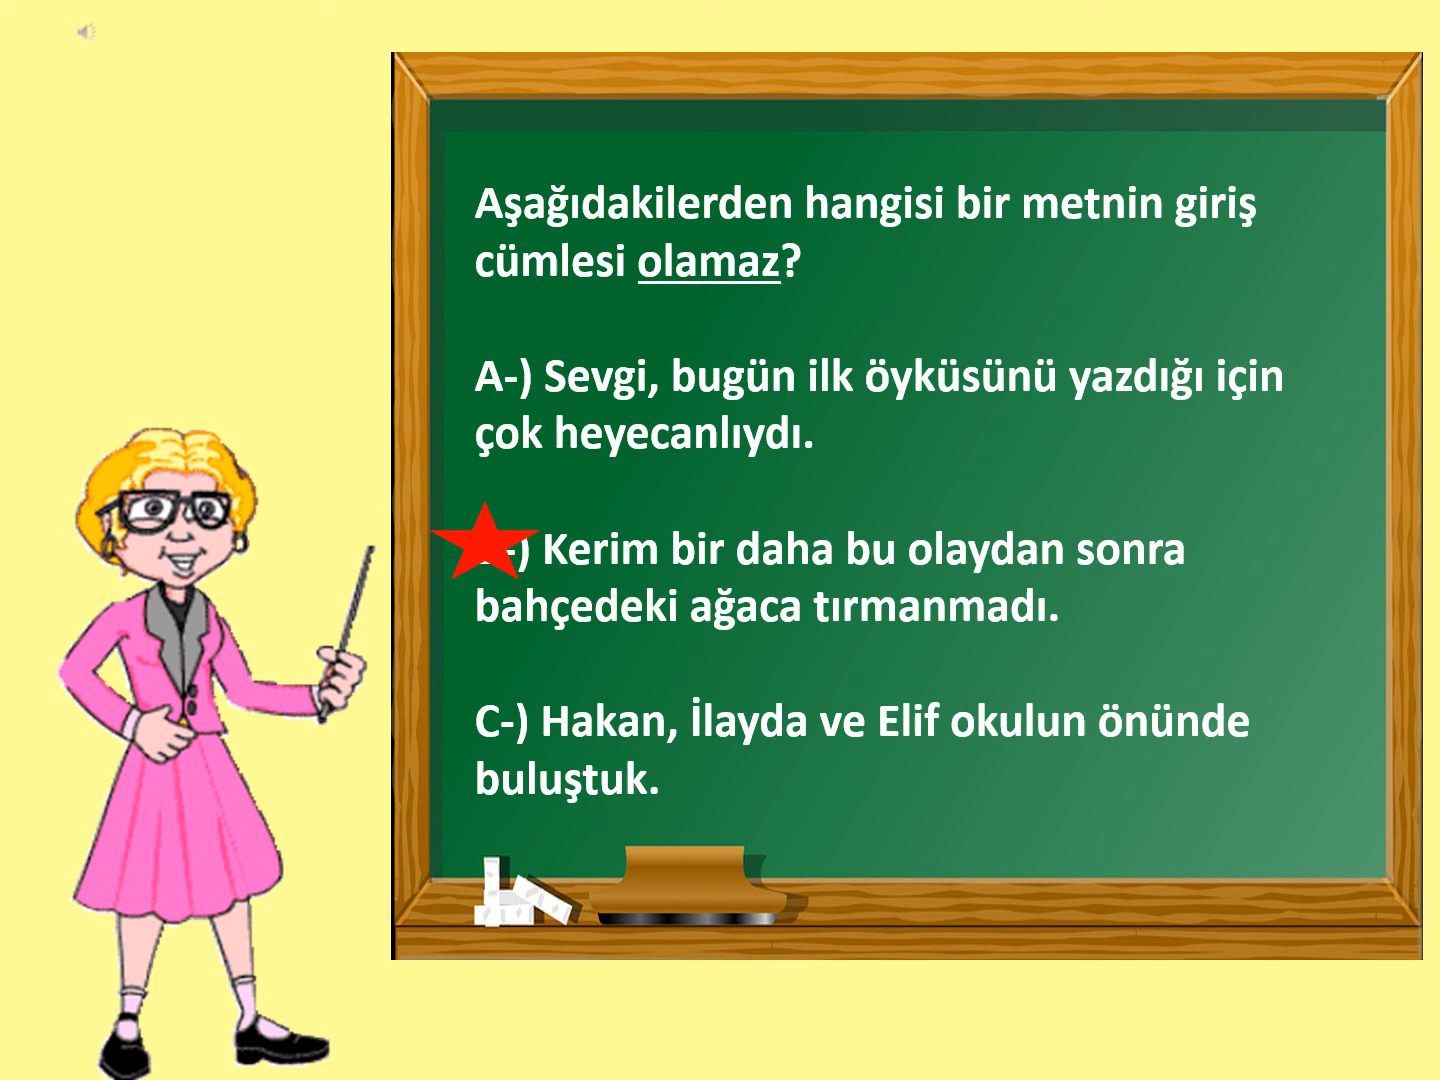 Aşağıdakilerden hangisi bir metnin giriş
cümlesi olamaz?
A-) Sevgi, bugün ilk öyküsünü yazdığı için
çok heyecanlıydı.
-) Kerim bir daha bu olaydan sonra
bahçedeki ağaca tırmanmadı.
C-) Hakan, İlayda ve Elif okulun önünde
buluştuk.